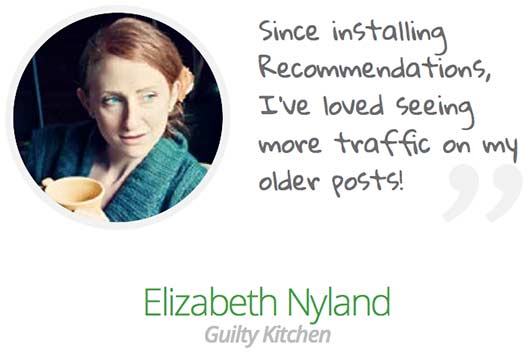 Since installing
Recommendations,
I've loved seeing
more traffic on my
older posts!
Elizabeth Nyland
Guilty Kitchen